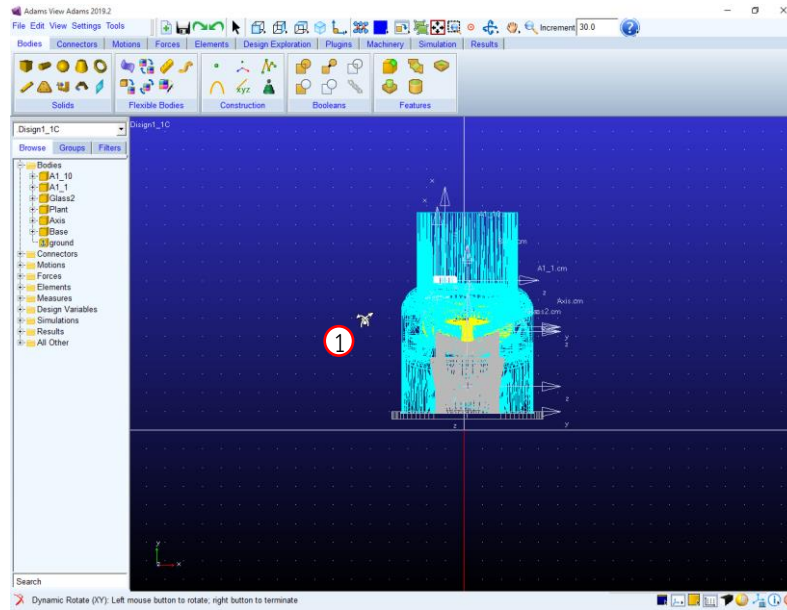 Adams View Adams 2019.2
File Edit View Settings Tools
Increment 30.0
Bodies Connectors Motions Forces Elements Design Exploration Plugins Machinery Simulation Results
xyz
Solids Flexible Bodies Construction Booleans Features
Disign1_1C
Browse Groups Filters
Bodies
A1_10
A1_1
Glass2
Plant
Axis
Base
ground
Connectors
Motions
Forces
Elements
Measures
Design Variables
Simulations
Results
All Other
Search
Disign1_1C
x
x
A1_1.cm
z
z
Axis.cm
y
z
z
z
y
1
y
x
Dynamic Rotate (XY): Left mouse button to rotate; right button to terminate